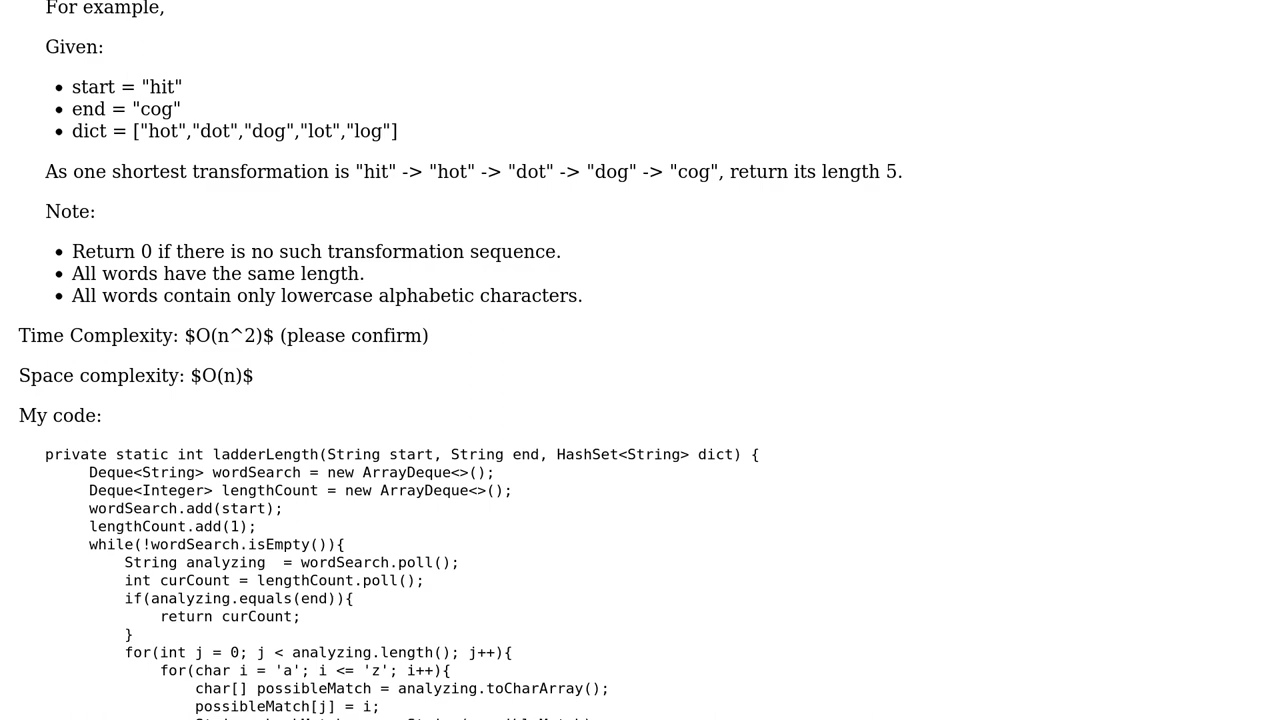 For example,
Given:
• start = "hit"
• end = "cog"
• dict = ["hot","dot","dog","lot","log"]
As one shortest transformation is "hit" -> "hot" -> "dot" -> "dog" -> "cog", return its length 5.
Note:
• Return 0 if there is no such transformation sequence.
• All words have the same length.
• All words contain only lowercase alphabetic characters.
Time Complexity: $O(n^2)$ (please confirm)
Space complexity: $O(n)$
My code:
private static int ladderLength(String start, String end, HashSet<String> dict) {
     Deque<String> wordSearch = new ArrayDeque<>();
     Deque<Integer> lengthCount = new ArrayDeque<>();
     wordSearch.add(start);
     lengthCount.add(1);
     while(!wordSearch.isEmpty()){
         String analyzing  = wordSearch.poll();
         int curCount = lengthCount.poll();
         if(analyzing.equals(end)){
             return curCount;
         }
         for(int j = 0; j < analyzing.length(); j++){
             for(char i = 'a'; i <= 'z'; i++){
                 char[] possibleMatch = analyzing.toCharArray();
                 possibleMatch[j] = i;